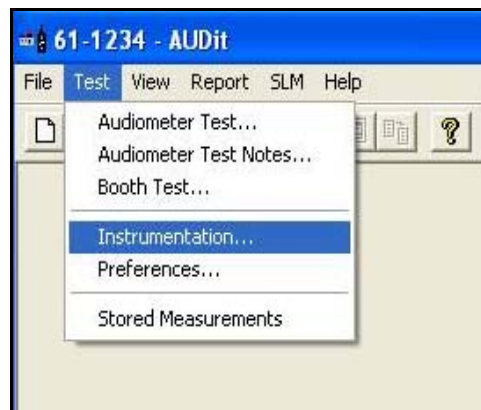 61-1234 - AUDit
File Test View Report SLM Help
Audiometer Test...
Audiometer Test Notes...
Booth Test...
Instrumentation...
Preferences...
Stored Measurements